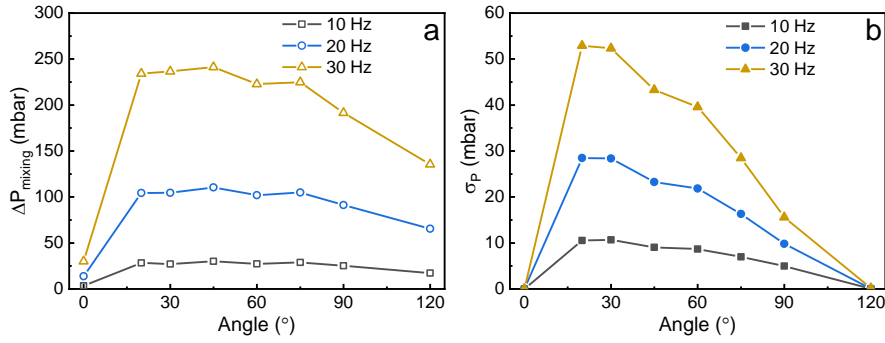 a
10 Hz
20 Hz
30 Hz
300
250
200
150
100
50
0
ΔP_mixing (mbar)
0 30 60 90 120
Angle (°)
b
10 Hz
20 Hz
30 Hz
60
50
40
30
20
10
0
σ_P (mbar)
0 30 60 90 120
Angle (°)